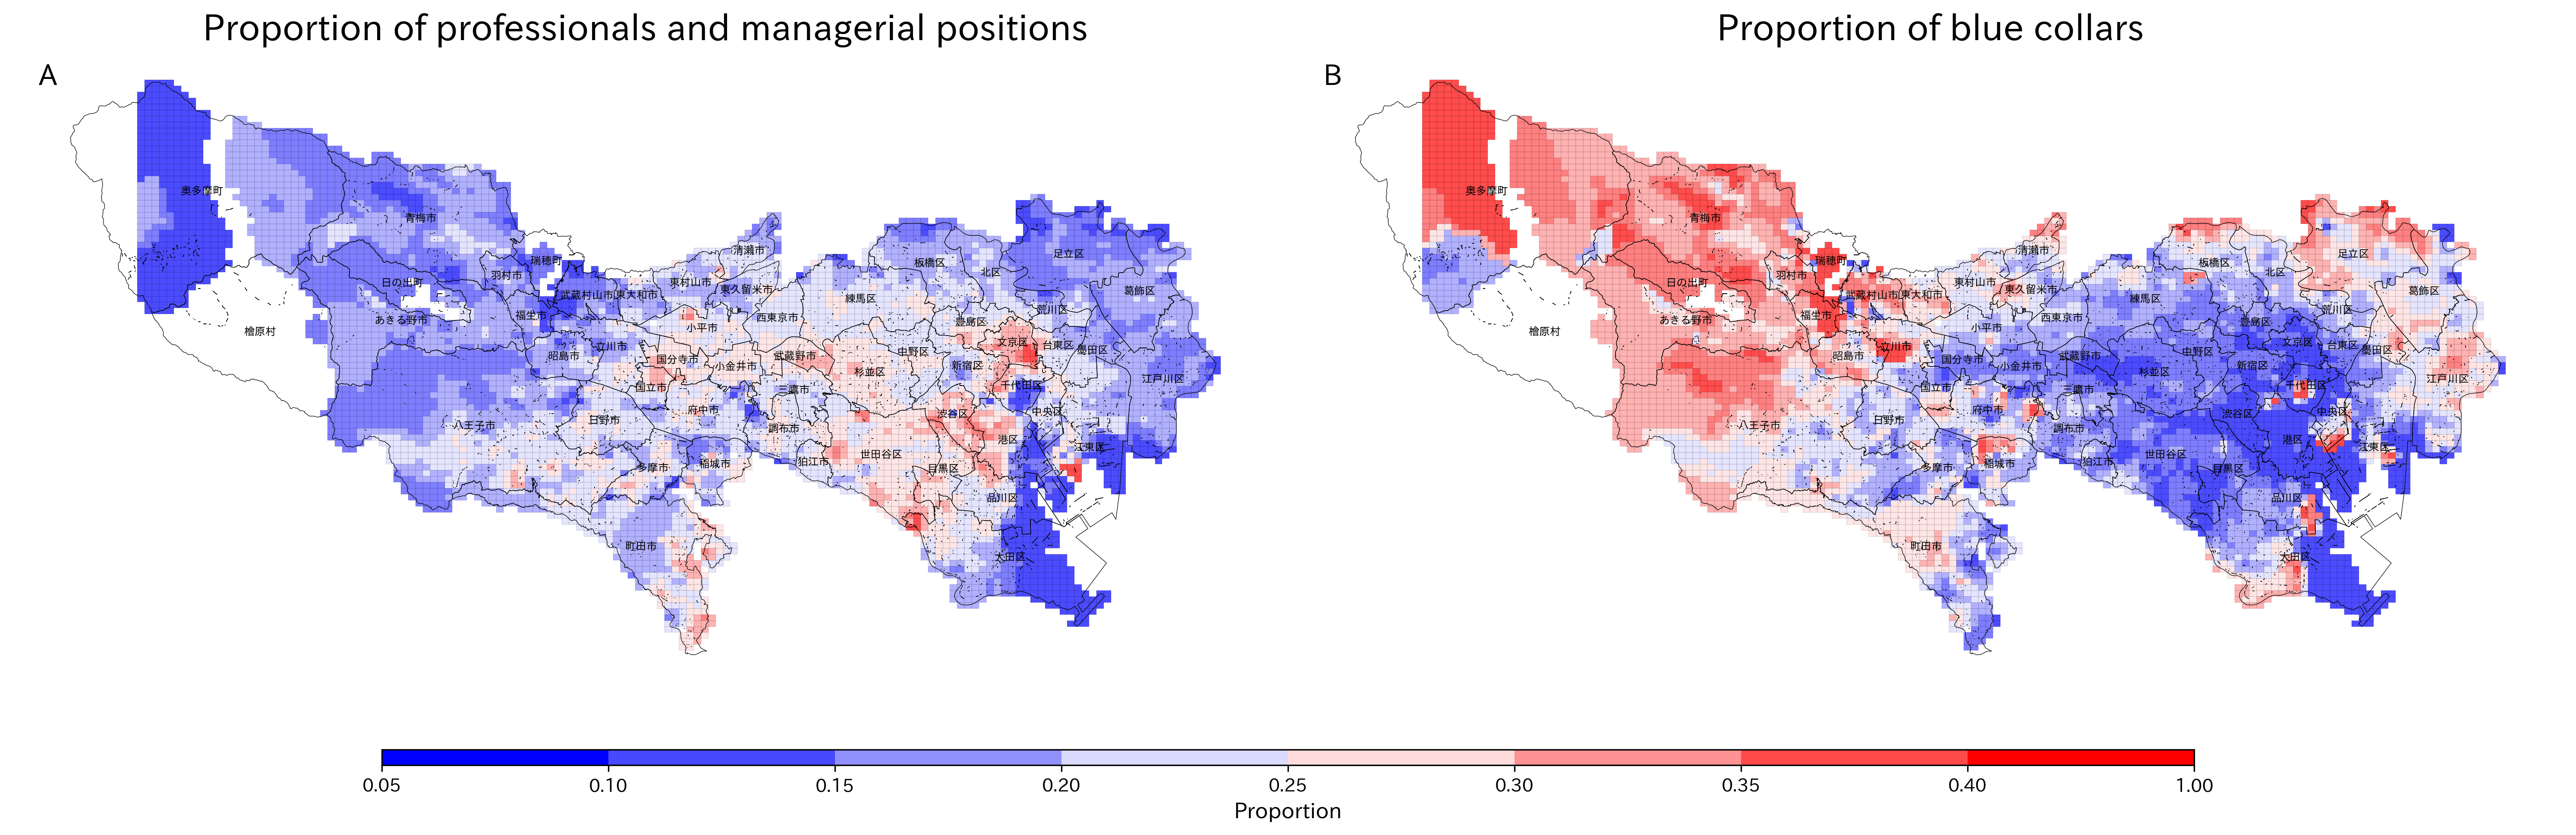 Proportion of professionals and managerial positions
Proportion of blue collars
A
B
奥多摩町
青梅市
清瀬市
瑞穂町
板橋区
足立区
北区
羽村市
日の出町
東村山市
東久留米市
武蔵村山市
東大和市
練馬区
葛飾区
荒川区
福生市
あきる野市
西東京市
豊島区
小平市
檜原村
文京区
台東区
墨田区
立川市
昭島市
国分寺市
武蔵野市
中野区
小金井市
新宿区
杉並区
江戸川区
国立市
三鷹市
千代田区
府中市
渋谷区
中央区
日野市
八王子市
調布市
港区
江東区
世田谷区
狛江市
稲城市
多摩市
目黒区
品川区
町田市
大田区
奥多摩町
青梅市
清瀬市
瑞穂町
板橋区
足立区
北区
羽村市
日の出町
東村山市
東久留米市
武蔵村山市
東大和市
練馬区
葛飾区
荒川区
福生市
あきる野市
西東京市
豊島区
小平市
檜原村
文京区
台東区
墨田区
立川市
昭島市
国分寺市
武蔵野市
中野区
小金井市
新宿区
杉並区
江戸川区
国立市
三鷹市
千代田区
府中市
渋谷区
中央区
日野市
八王子市
調布市
港区
江東区
世田谷区
狛江市
稲城市
多摩市
目黒区
品川区
町田市
大田区
0.05 0.10 0.15 0.20 0.25 0.30 0.35 0.40 1.00
Proportion